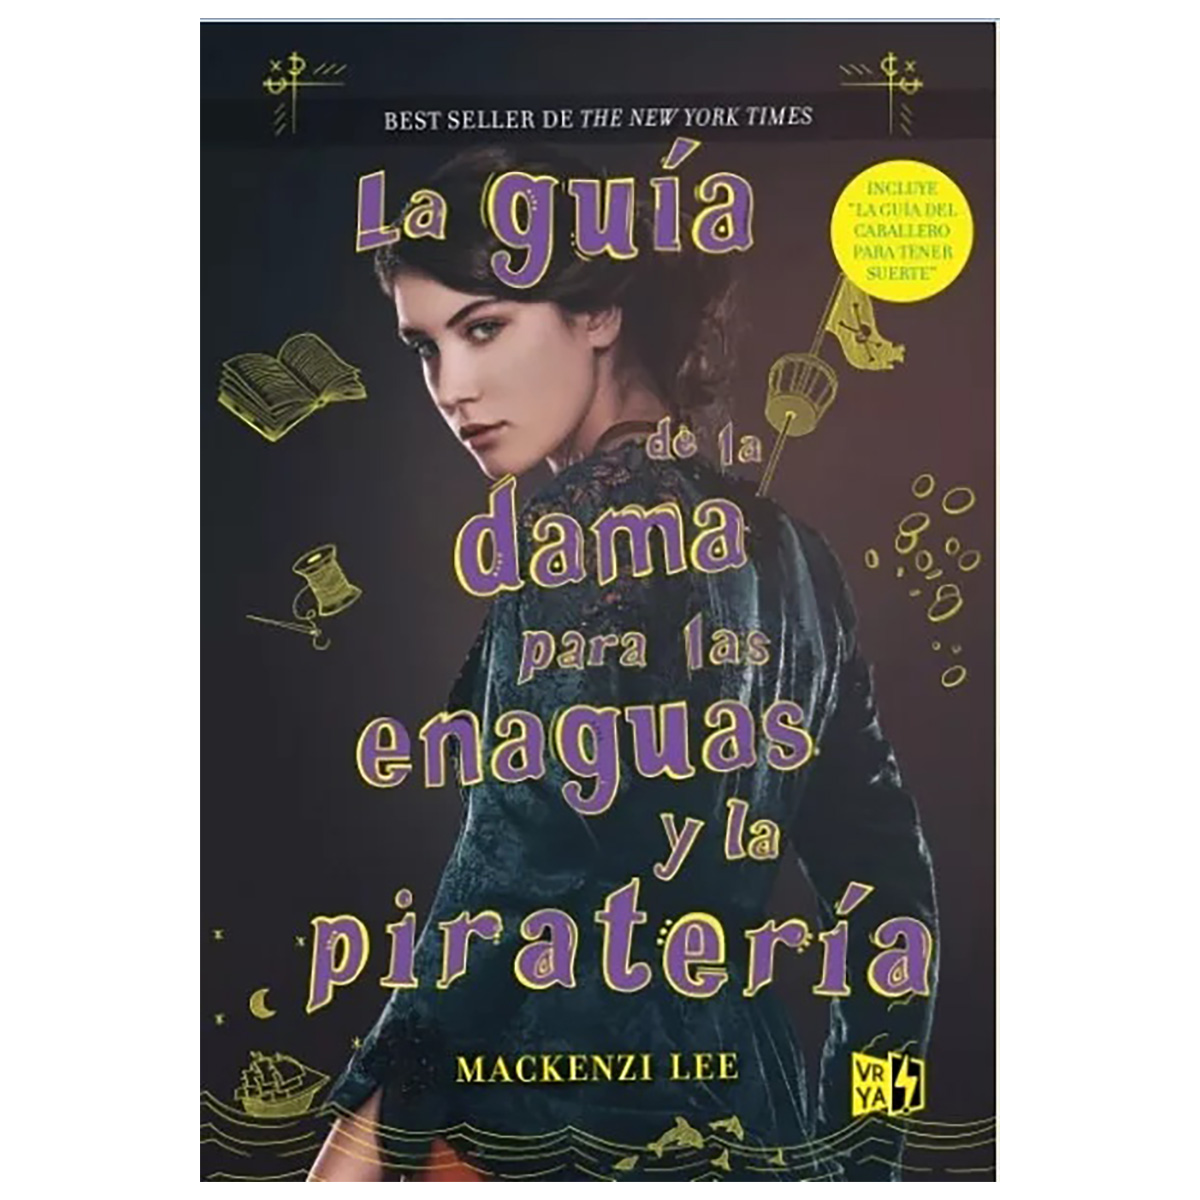 BEST SELLER DE THE NEW YORK TIMES
La guía
INCLUYE
"LA GUÍA DEL
CABALLERO
PARA TENER
SUERTE"
de la
dama
para las
enaguas
y la
piratería
MACKENZI LEE
VR
YA